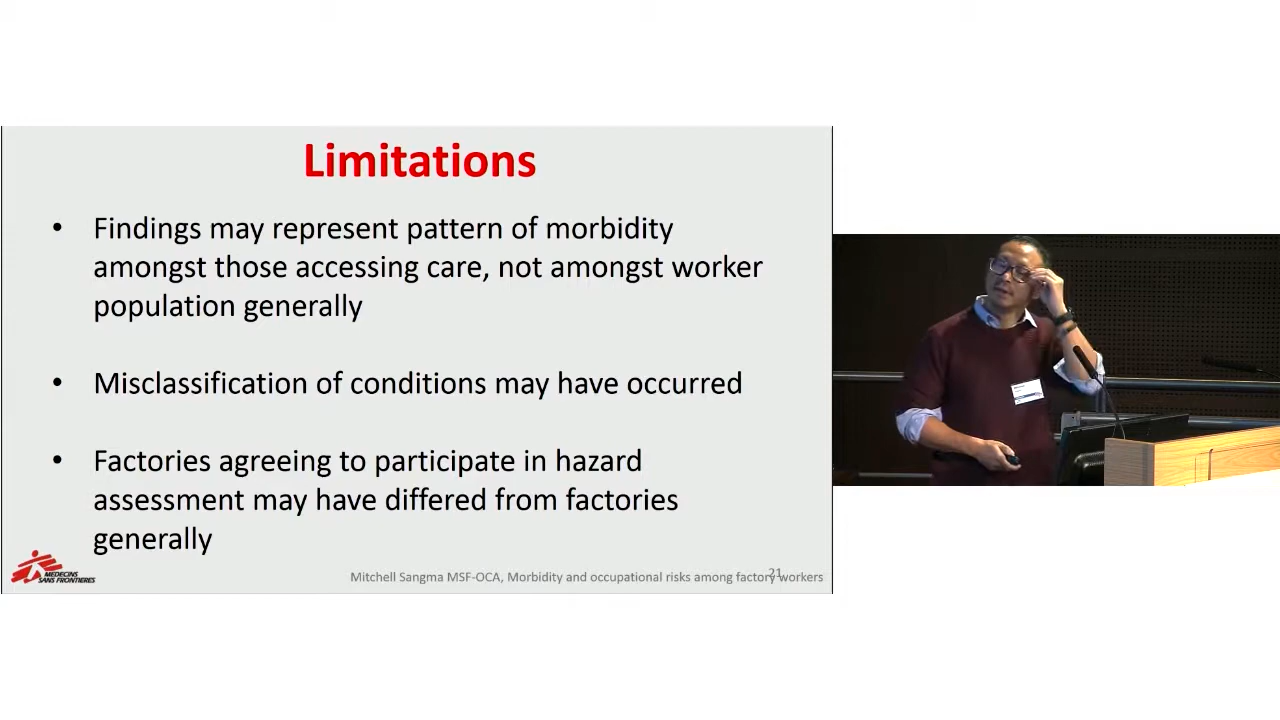 Limitations
• Findings may represent pattern of morbidity
amongst those accessing care, not amongst worker
population generally
• Misclassification of conditions may have occurred
• Factories agreeing to participate in hazard
assessment may have differed from factories
generally
MEDECINS
SANS FRONTIERES
Mitchell Sangma MSF-OCA, Morbidity and occupational risks among factory workers
21